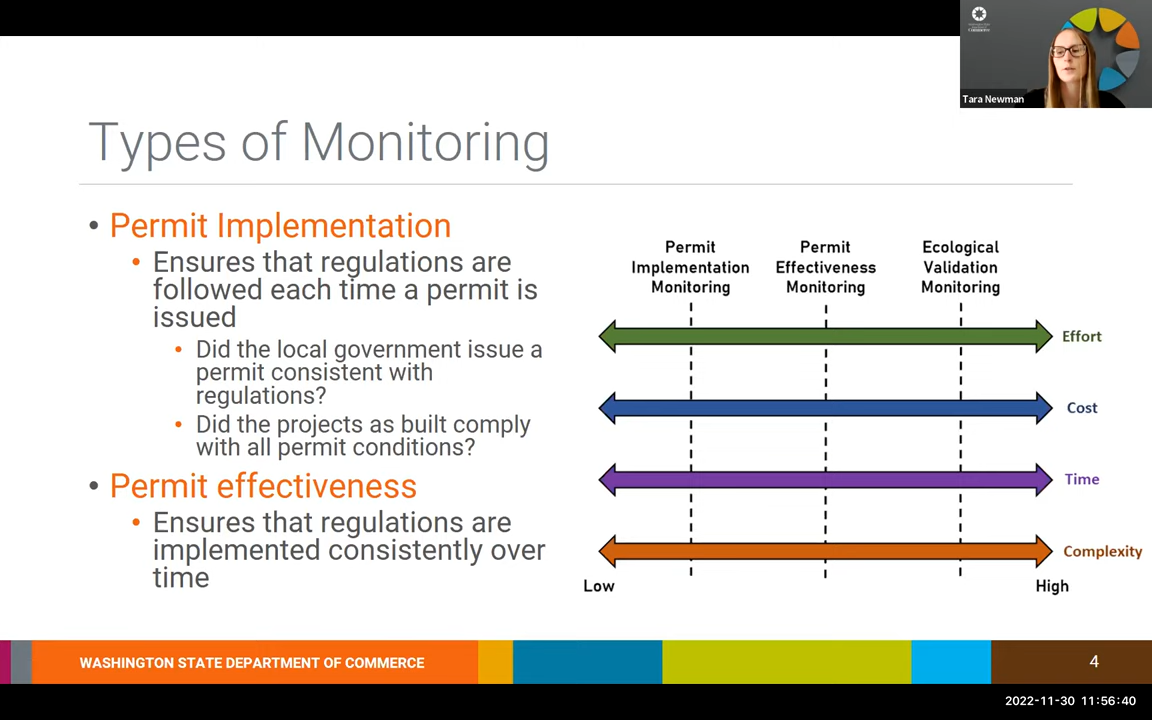 Tara Newman
Types of Monitoring
• Permit Implementation
• Ensures that regulations are
followed each time a permit is
issued
• Did the local government issue a
permit consistent with
regulations?
• Did the projects as built comply
with all permit conditions?
• Permit effectiveness
• Ensures that regulations are
implemented consistently over
time
Permit
Implementation
Monitoring
Permit
Effectiveness
Monitoring
Ecological
Validation
Monitoring
Effort
Cost
Time
Complexity
Low
High
WASHINGTON STATE DEPARTMENT OF COMMERCE
4
2022-11-30 11:56:40